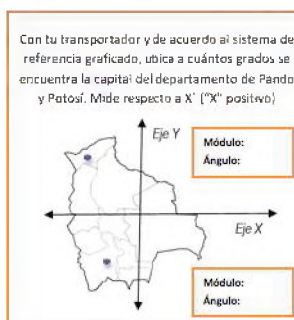 Con tu transportador y de acuerdo al sistema de
referencia graficado, ubica a cuántos grados se
encuentra la capital del departamento de Pando
y Potosí. Mide respecto a X⁺ ("X" positivo)
Eje Y
Módulo:
Ángulo:
Eje X
Módulo:
Ángulo: